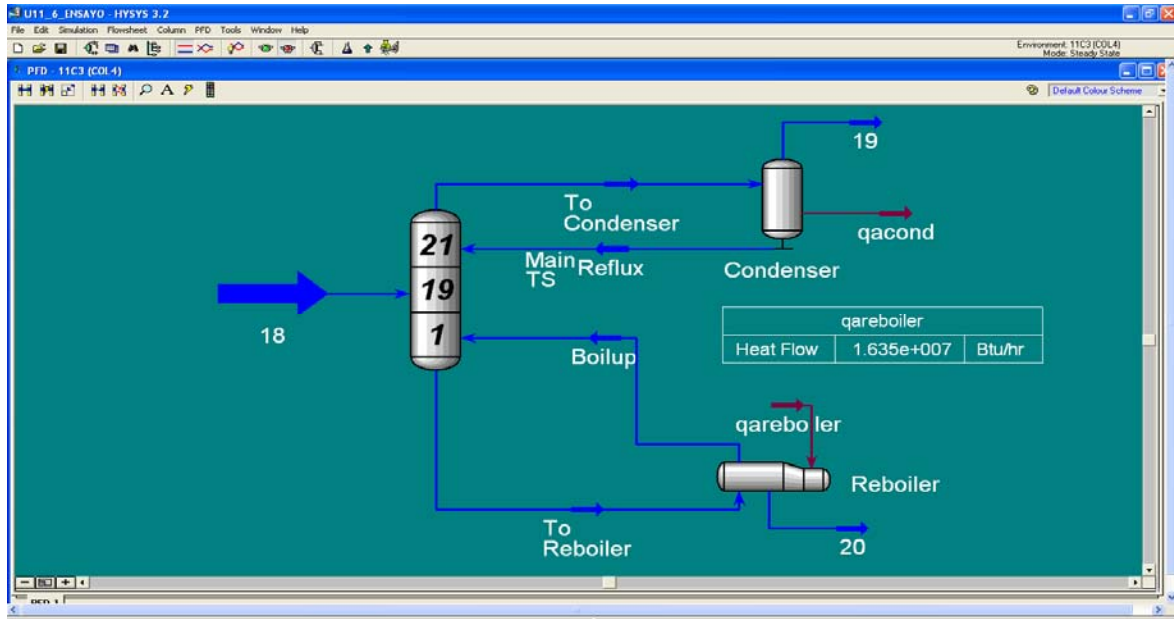 U11_6_ENSAYO - HYSYS 3.2
File Edit Simulation Flowsheet Column PFD Tools Window Help
Environment: 11C3 (COL4)
Mode: Steady State
PFD - 11C3 (COL4)
A
Default Colour Scheme
19
To
Condenser
qacond
21
Main
TS
Reflux
Condenser
19
18
1
qareboiler
Heat Flow 1.635e+007 Btu/hr
Boilup
qareboiler
Reboiler
To
Reboiler
20
PFD 1